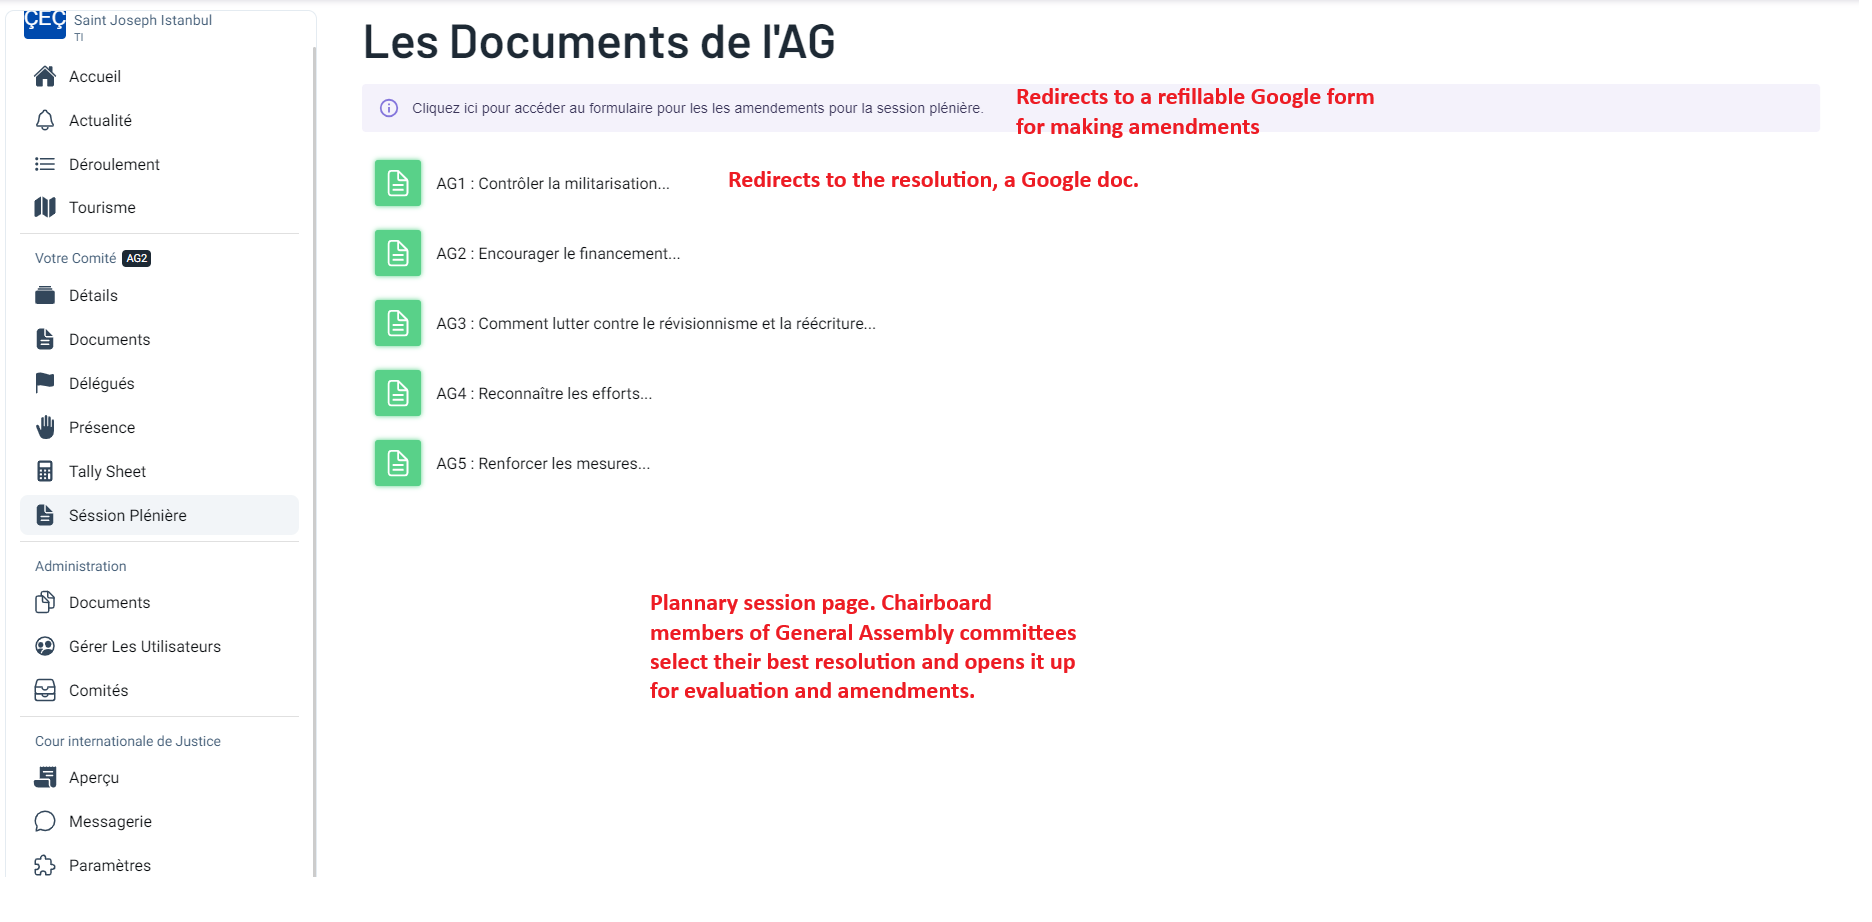 ÇEÇ
Saint Joseph Istanbul
TI
Accueil
Actualité
Déroulement
Tourisme
Votre Comité AG2
Détails
Documents
Délégués
Présence
Tally Sheet
Séssion Plénière
Administration
Documents
Gérer Les Utilisateurs
Comités
Cour internationale de Justice
Aperçu
Messagerie
Paramètres
Les Documents de l'AG
Cliquez ici pour accéder au formulaire pour les les amendements pour la session plénière.
Redirects to a refillable Google form
for making amendments
AG1 : Contrôler la militarisation...
Redirects to the resolution, a Google doc.
AG2 : Encourager le financement...
AG3 : Comment lutter contre le révisionnisme et la réécriture...
AG4 : Reconnaître les efforts...
AG5 : Renforcer les mesures...
Plannary session page. Chairboard
members of General Assembly committees
select their best resolution and opens it up
for evaluation and amendments.